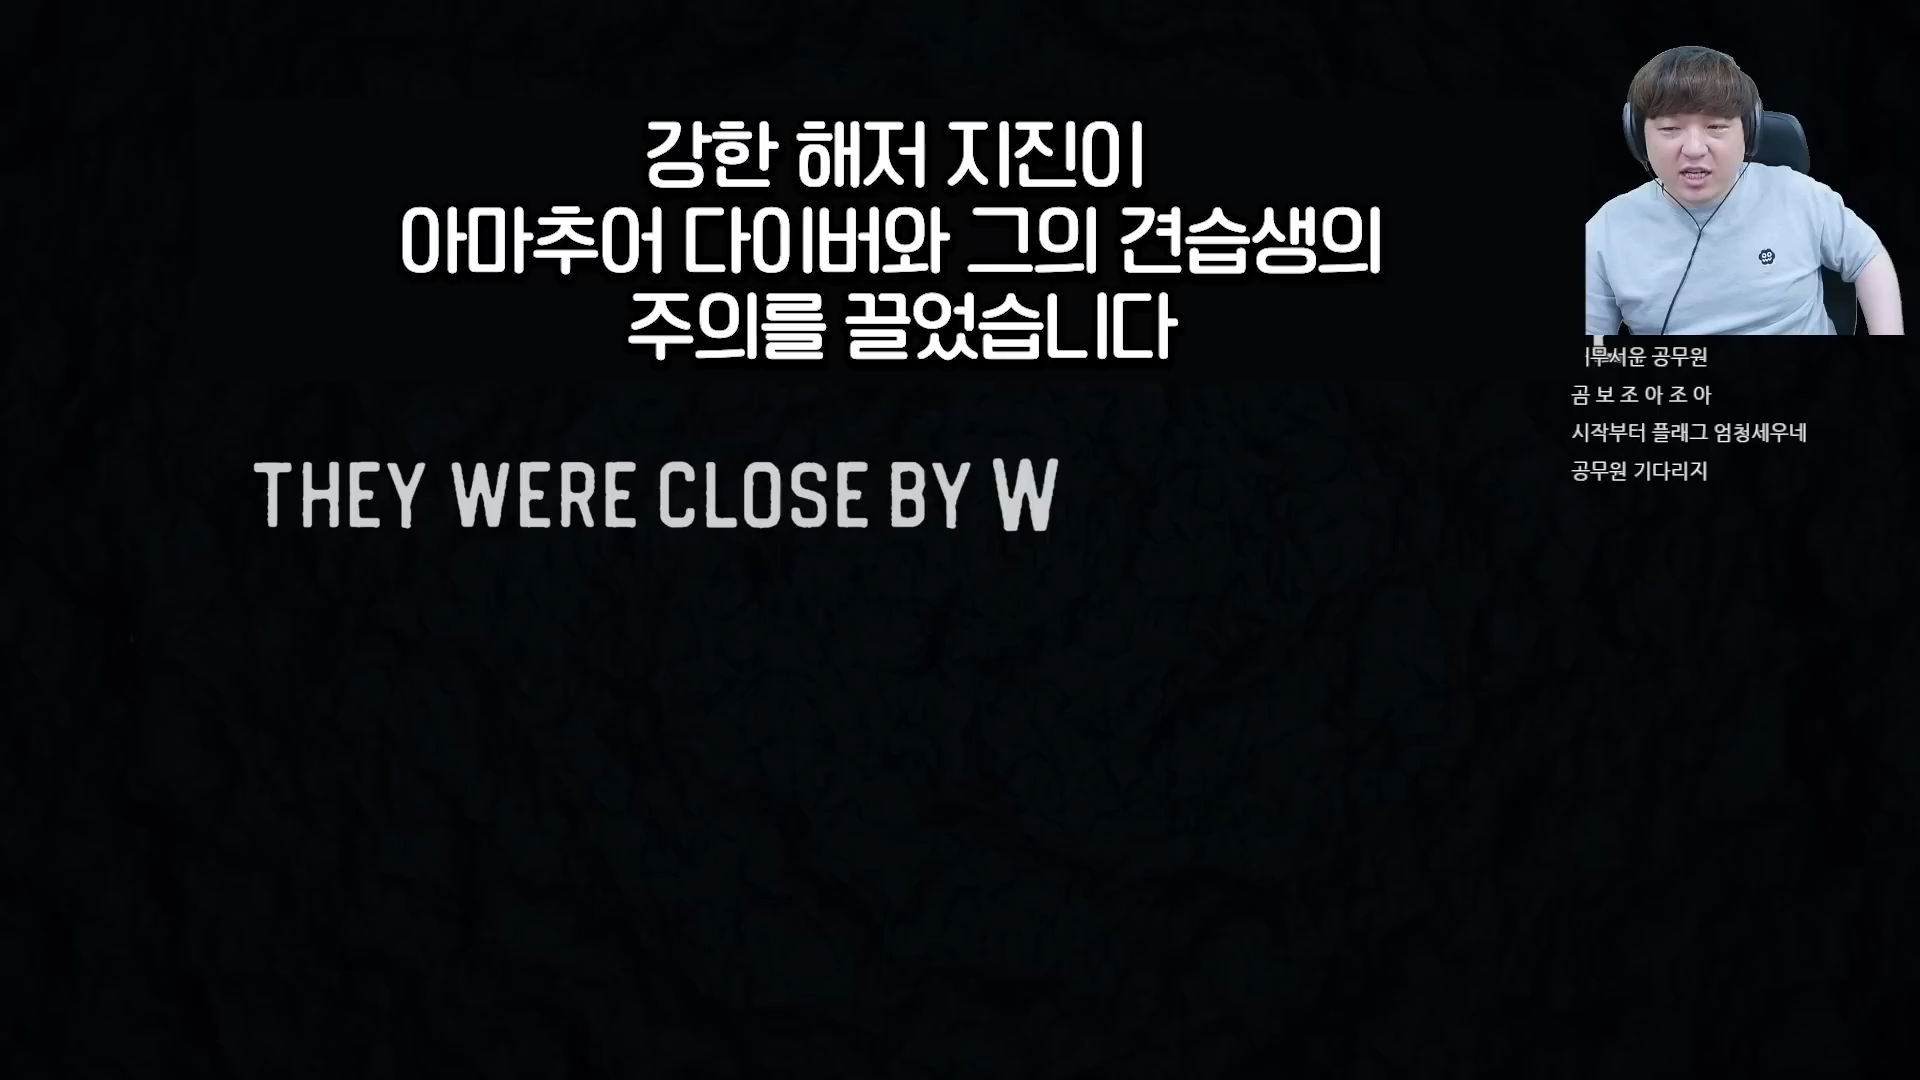 강한 해저 지진이
아마추어 다이버와 그의 견습생의
주의를 끌었습니다
THEY WERE CLOSE BY W
공무원
곰 보 조 아 조 아
시작부터 플래그 엄청세우네
공무원 기다리지